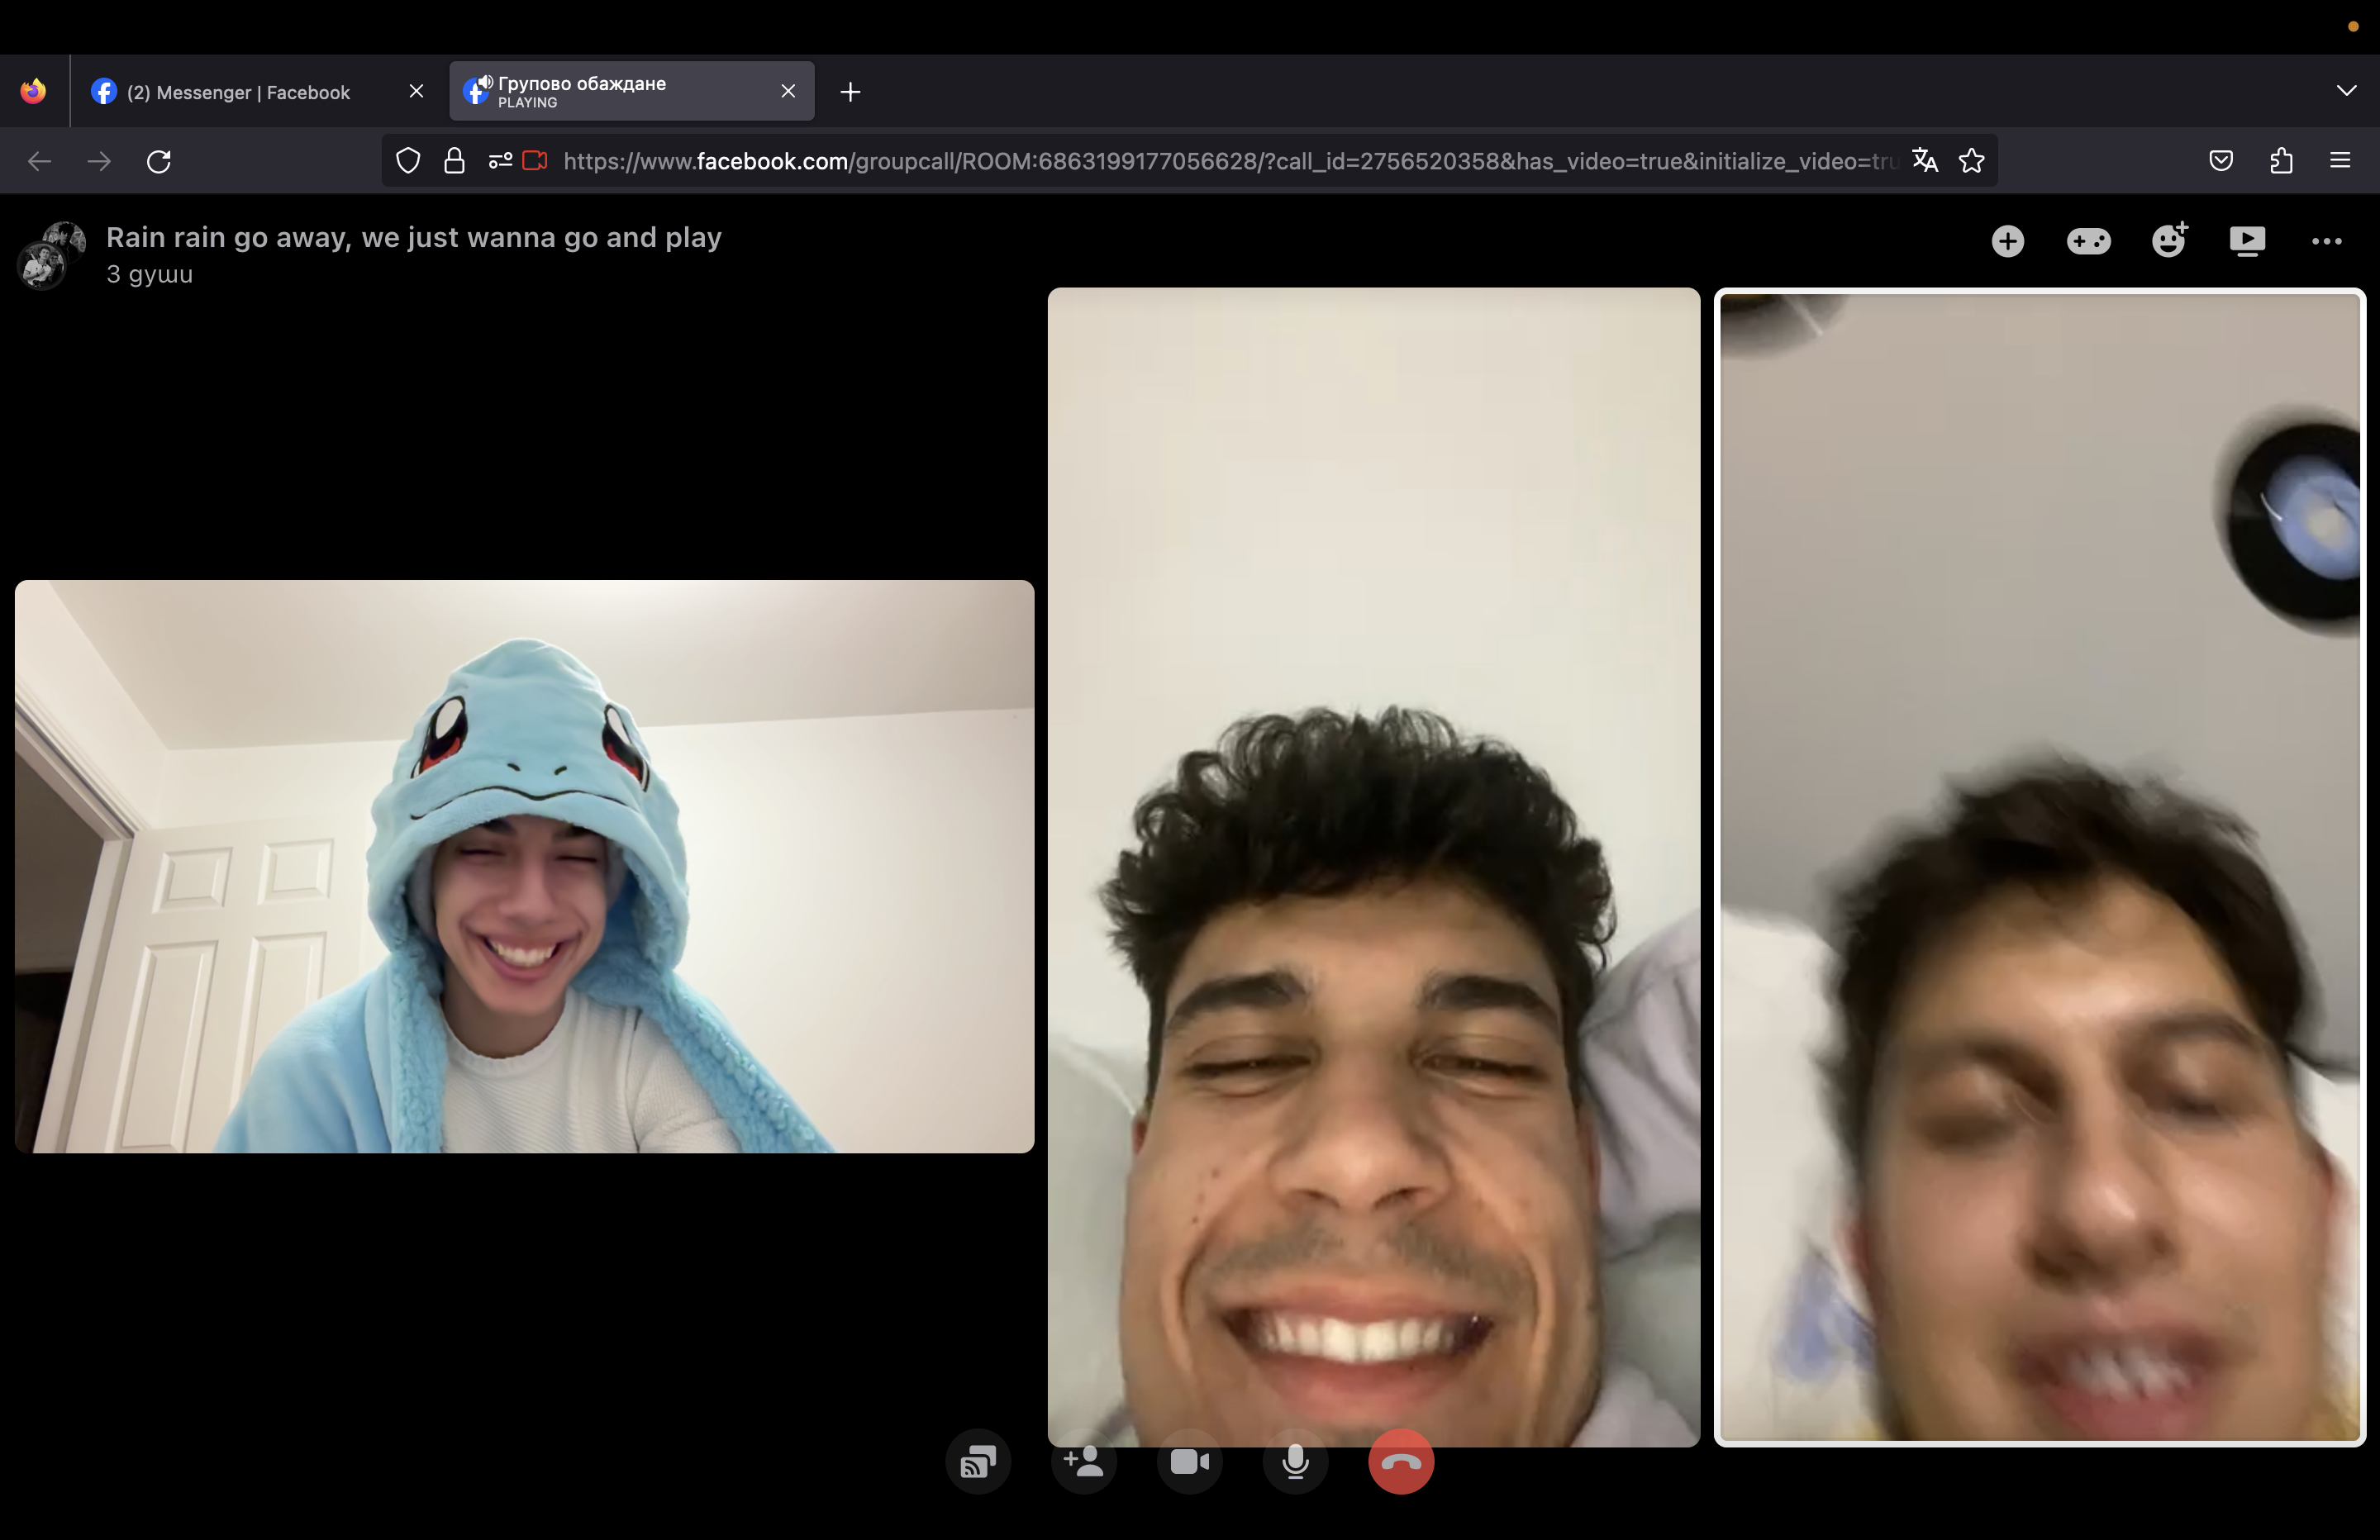 (2) Messenger | Facebook
Групово обаждане
PLAYING
https://www.facebook.com/groupcall/ROOM:6863199177056628/?call_id=2756520358&has_video=true&initialize_video=tru
Rain rain go away, we just wanna go and play
3 души